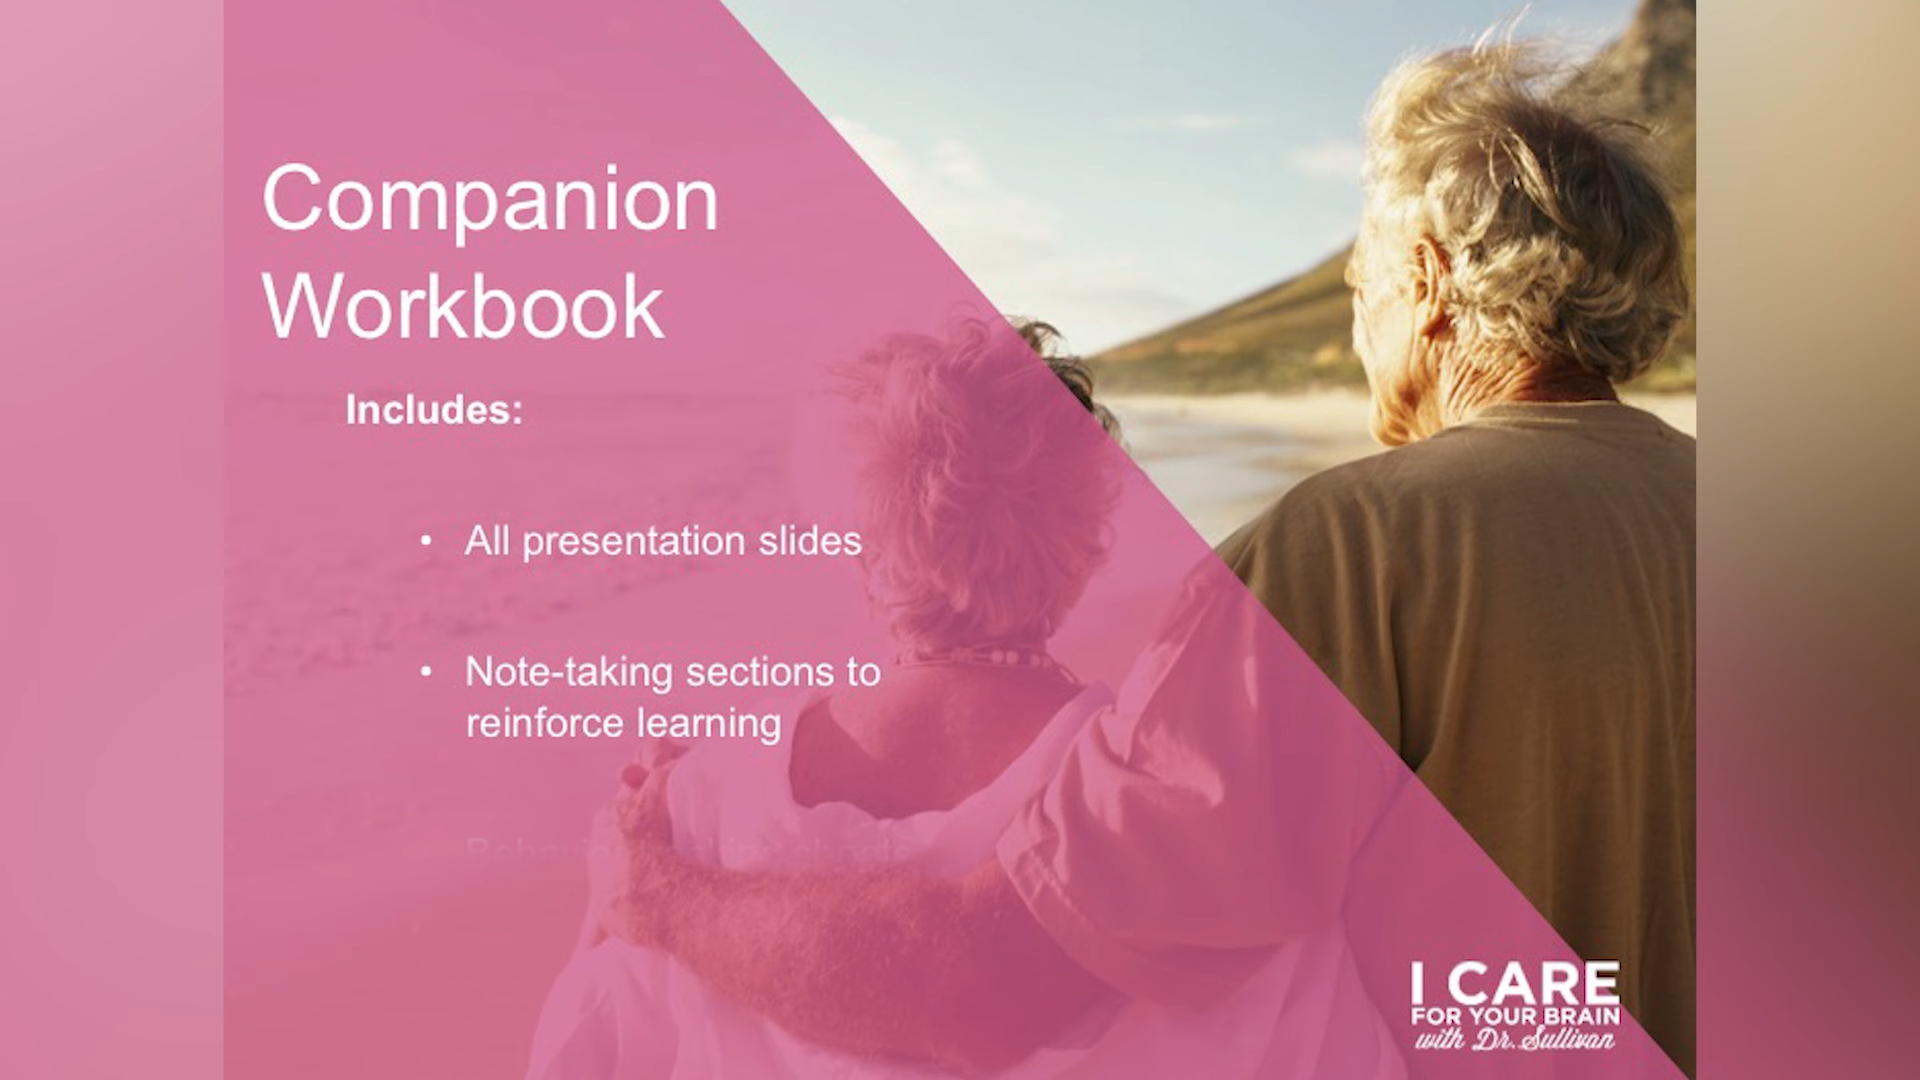 Companion
Workbook
Includes:
• All presentation slides
• Note-taking sections to
reinforce learning
I CARE
FOR YOUR BRAIN
with Dr. Sullivan